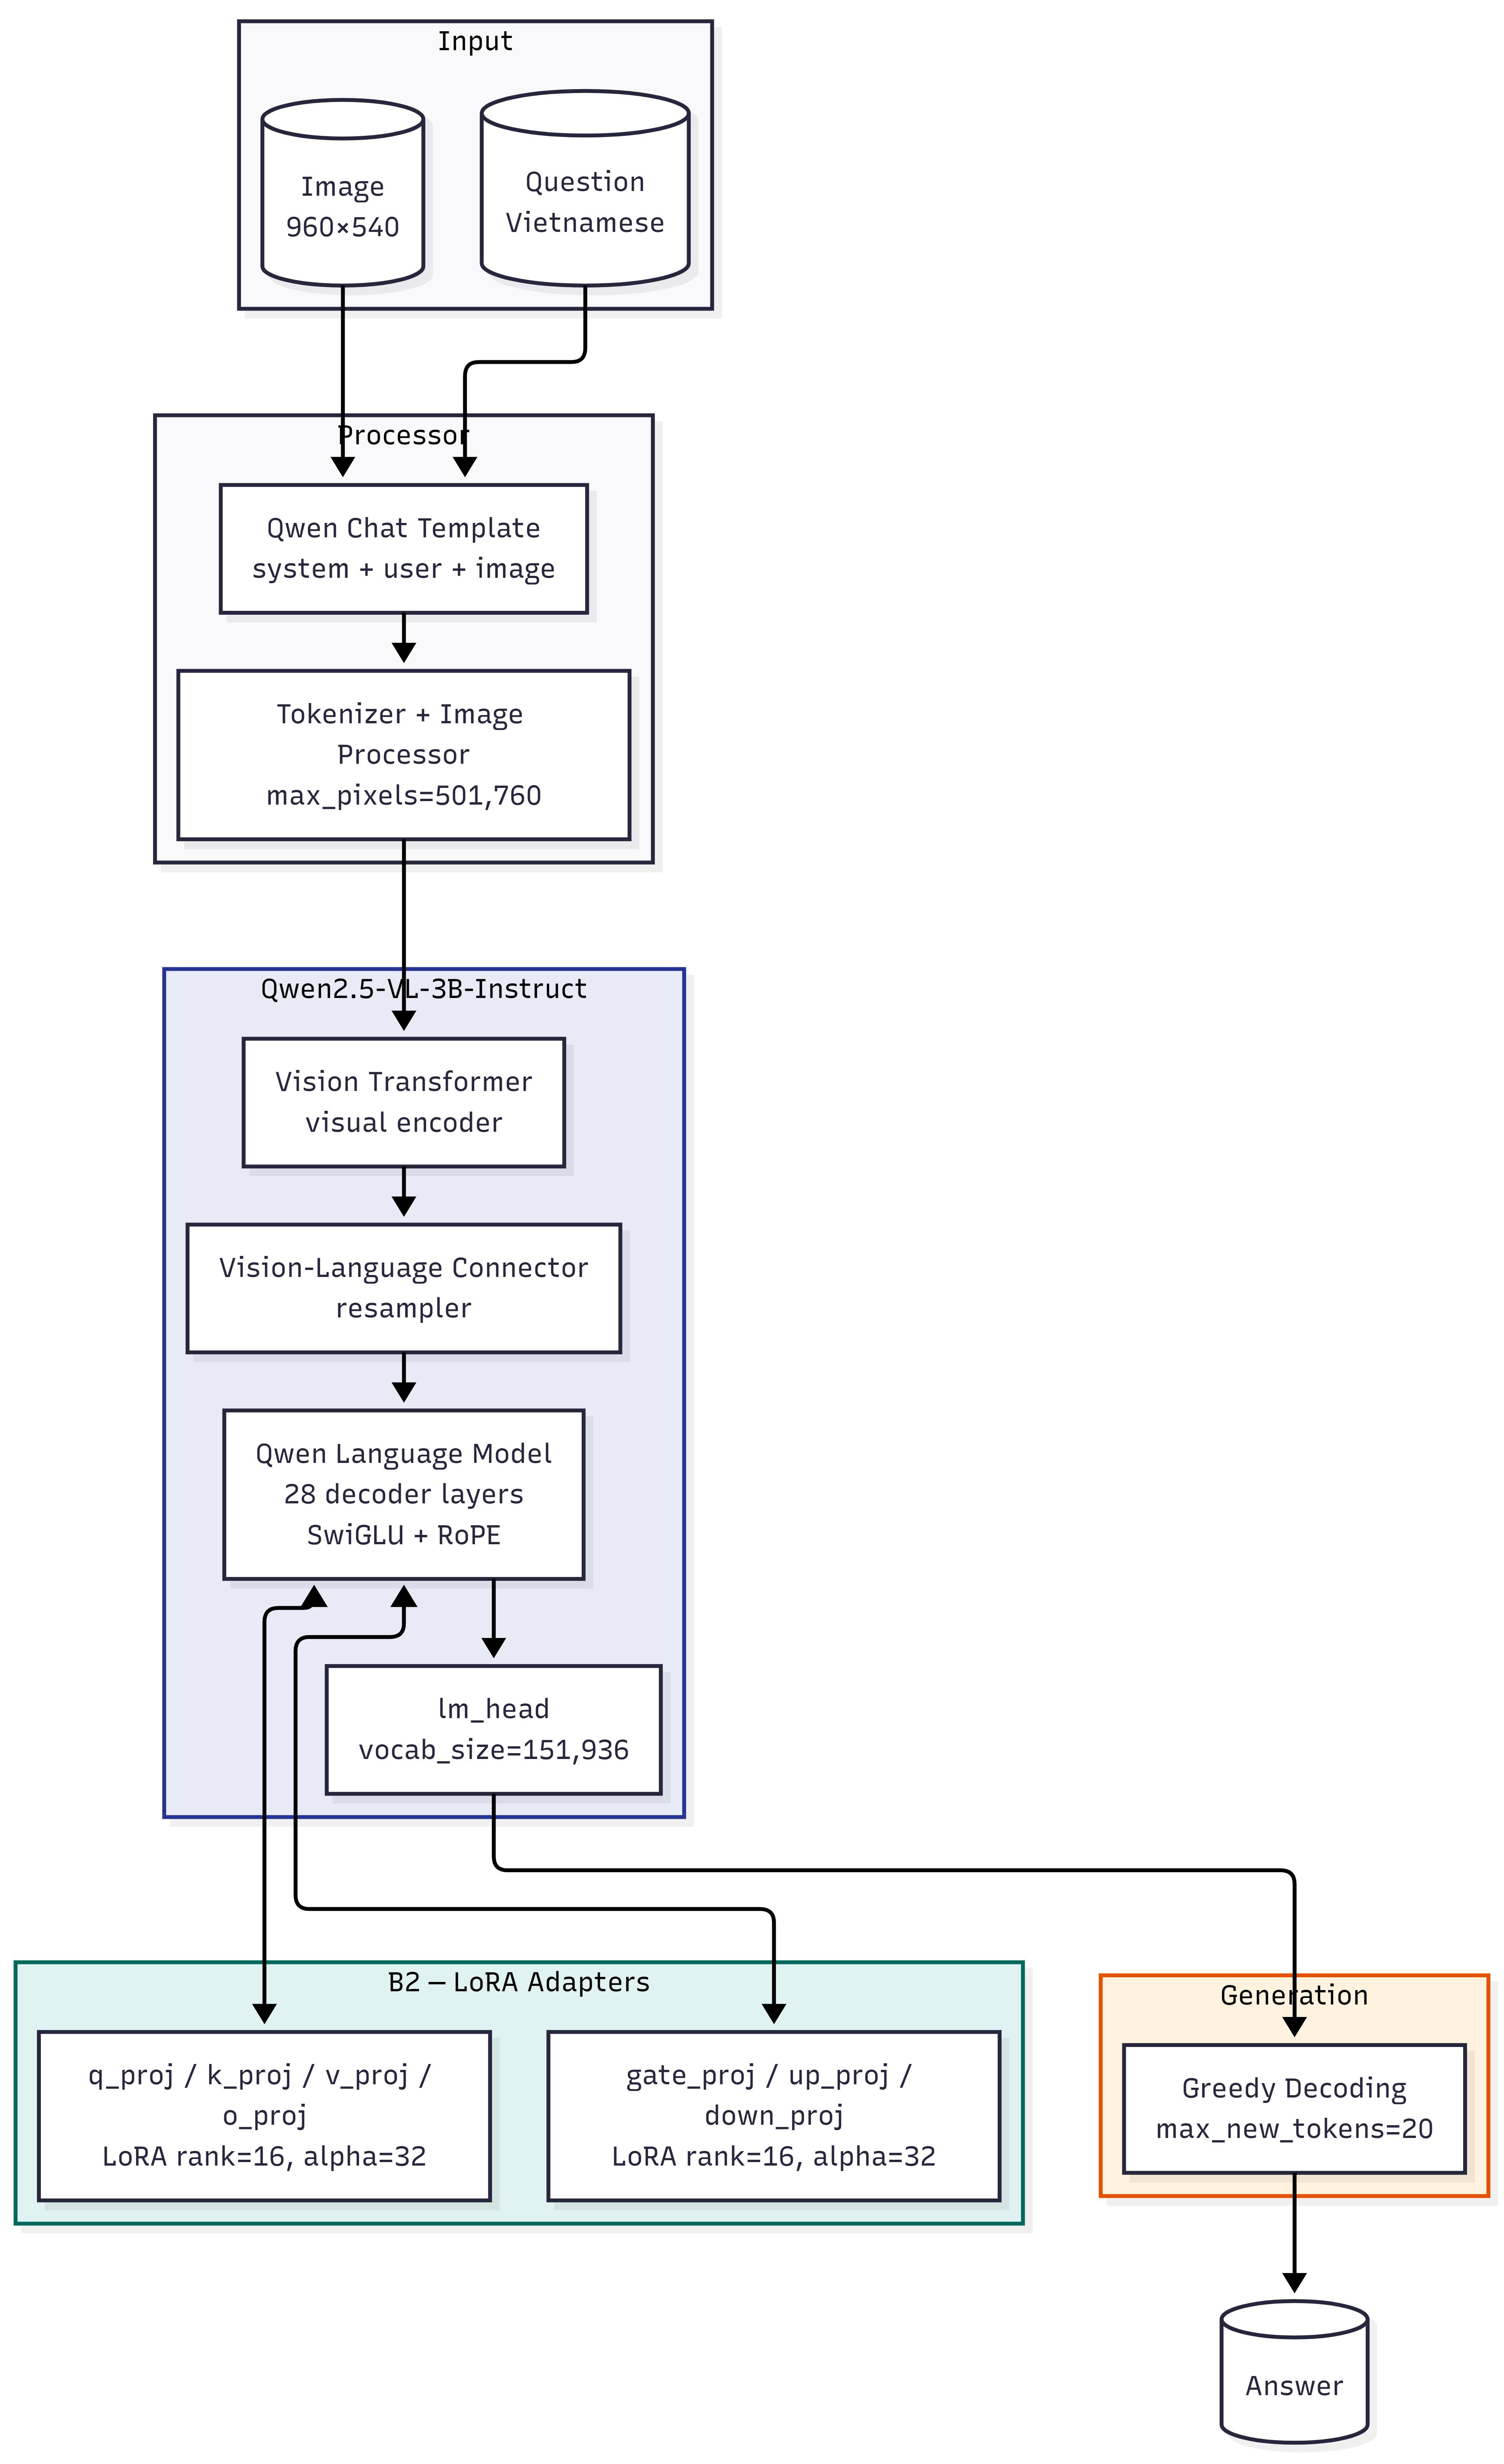 Input
Image
960×540
Question
Vietnamese
Processor
Qwen Chat Template
system + user + image
Tokenizer + Image
Processor
max_pixels=501,760
Qwen2.5-VL-3B-Instruct
Vision Transformer
visual encoder
Vision-Language Connector
resampler
Qwen Language Model
28 decoder layers
SwiGLU + RoPE
lm_head
vocab_size=151,936
B2 — LoRA Adapters
q_proj / k_proj / v_proj /
o_proj
LoRA rank=16, alpha=32
gate_proj / up_proj /
down_proj
LoRA rank=16, alpha=32
Generation
Greedy Decoding
max_new_tokens=20
Answer